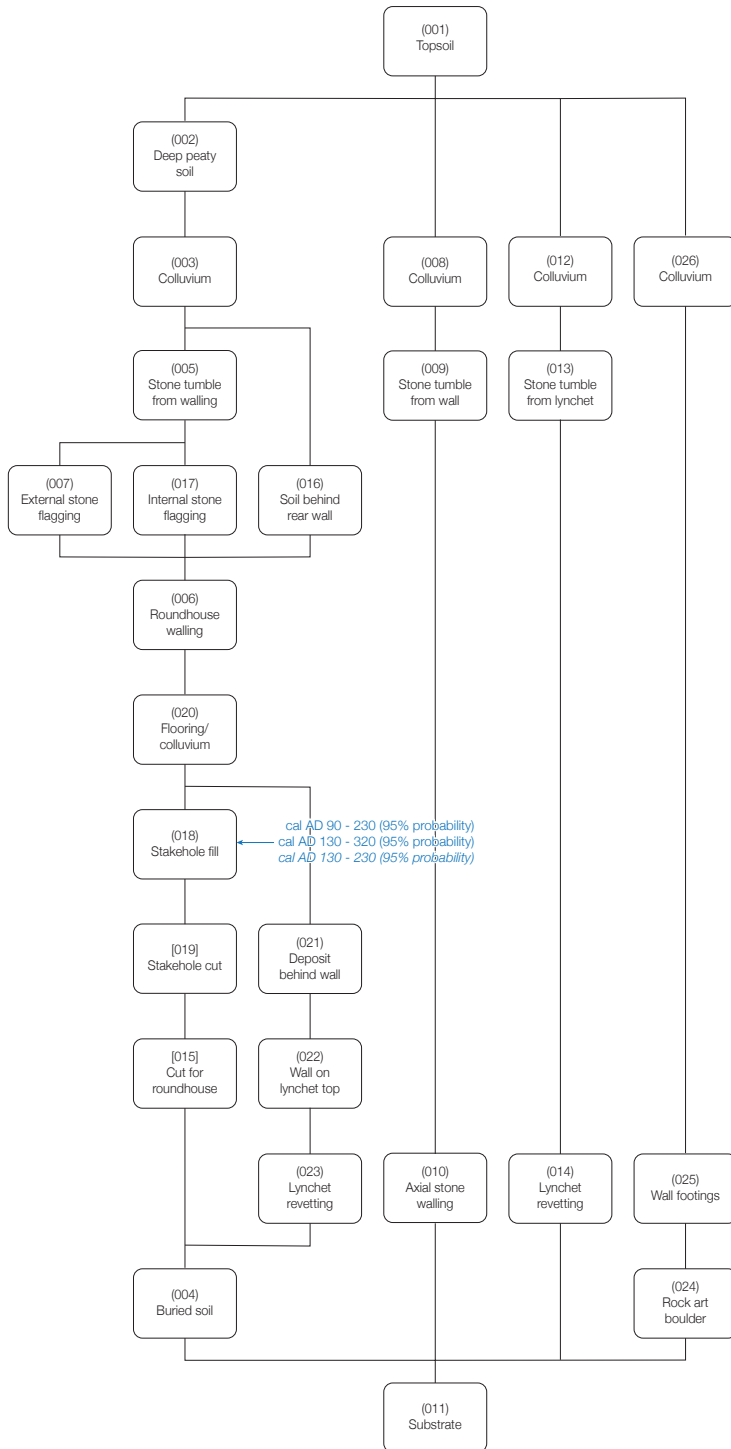 (001)
Topsoil
(002)
Deep peaty
soil
(003)
Colluvium
(008)
Colluvium
(012)
Colluvium
(026)
Colluvium
(005)
Stone tumble
from walling
(009)
Stone tumble
from wall
(013)
Stone tumble
from lynchet
(007)
External stone
flagging
(017)
Internal stone
flagging
(016)
Soil behind
rear wall
(006)
Roundhouse
walling
(020)
Flooring/
colluvium
(018)
Stakehole fill
cal AD 90 - 230 (95% probability)
cal AD 130 - 320 (95% probability)
cal AD 130 - 230 (95% probability)
[019]
Stakehole cut
(021)
Deposit
behind wall
[015]
Cut for
roundhouse
(022)
Wall on
lynchet top
(023)
Lynchet
revetting
(010)
Axial stone
walling
(014)
Lynchet
revetting
(025)
Wall footings
(004)
Buried soil
(024)
Rock art
boulder
(011)
Substrate